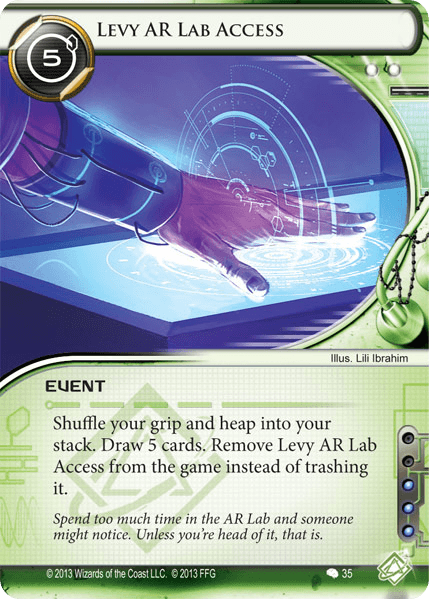 5
LEVY AR LAB ACCESS
Illus. Lili Ibrahim
EVENT
Shuffle your grip and heap into your
stack. Draw 5 cards. Remove Levy AR Lab
Access from the game instead of trashing
it.
Spend too much time in the AR Lab and someone
might notice. Unless you’re head of it, that is.
© 2013 Wizards of the Coast LLC. © 2013 FFG
35